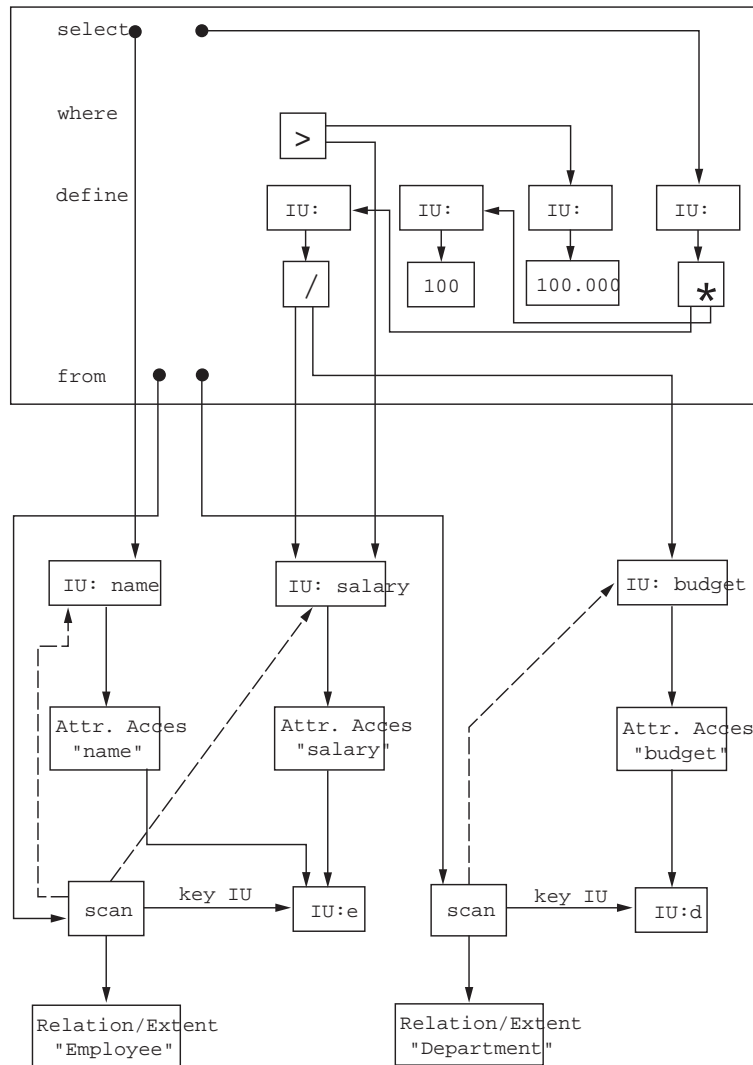 select
where
>
define
IU:
IU:
IU:
IU:
/
100
100.000
*
from
IU: name
IU: salary
IU: budget
Attr. Acces
"name"
Attr. Acces
"salary"
Attr. Acces
"budget"
scan
key IU
IU:e
scan
key IU
IU:d
Relation/Extent
"Employee"
Relation/Extent
"Department"